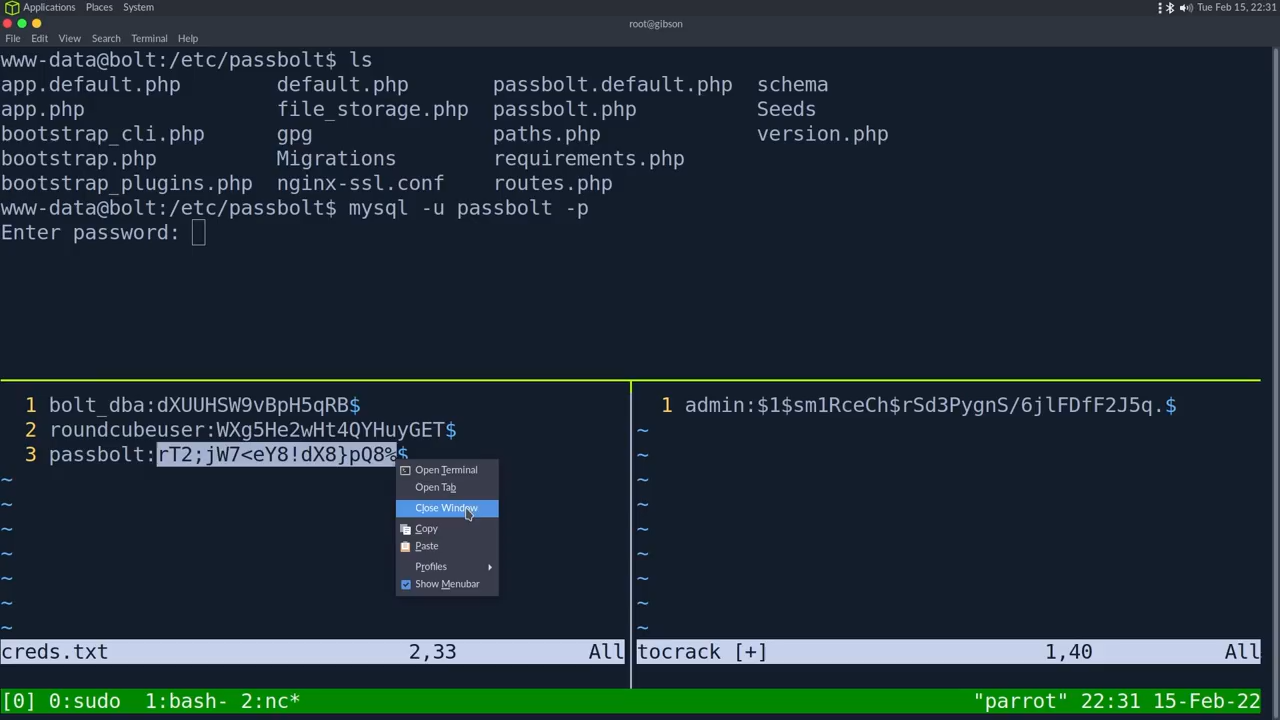 Applications Places System Tue Feb 15, 22:31
root@gibson
File Edit View Search Terminal Help
www-data@bolt:/etc/passbolt$ ls
app.default.php default.php passbolt.default.php schema
app.php file_storage.php passbolt.php Seeds
bootstrap_cli.php gpg paths.php version.php
bootstrap.php Migrations requirements.php
bootstrap_plugins.php nginx-ssl.conf routes.php
www-data@bolt:/etc/passbolt$ mysql -u passbolt -p
Enter password:
1 bolt_dba:dXUUHSW9vBpH5qRB$
2 roundcubeuser:WXg5He2wHt4QYHuyGET$
3 passbolt:rT2;jW7<eY8!dX8}pQ8%$
~
~
~
~
~
~
~
creds.txt 2,33 All
Open Terminal
Open Tab
Close Window
Copy
Paste
Profiles
Show Menubar
1 admin:$1$sm1RceCh$rSd3PygnS/6jlFDfF2J5q.$
~
~
~
~
~
~
~
~
~
tocrack [+] 1,40 All
[0] 0:sudo 1:bash- 2:nc* "parrot" 22:31 15-Feb-22